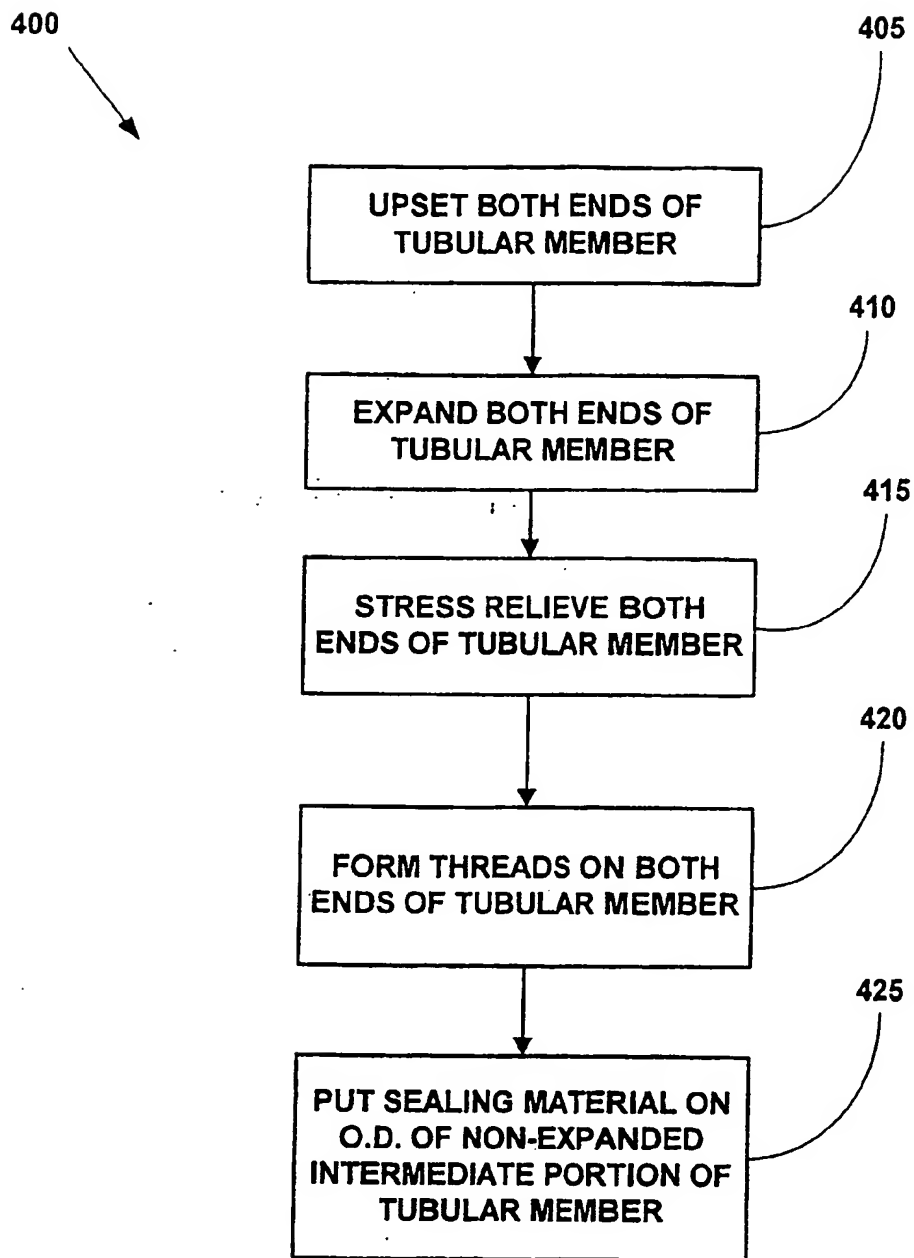 400
405
UPSET BOTH ENDS OF
TUBULAR MEMBER
410
EXPAND BOTH ENDS OF
TUBULAR MEMBER
415
STRESS RELIEVE BOTH
ENDS OF TUBULAR MEMBER
420
FORM THREADS ON BOTH
ENDS OF TUBULAR MEMBER
425
PUT SEALING MATERIAL ON
O.D. OF NON-EXPANDED
INTERMEDIATE PORTION OF
TUBULAR MEMBER